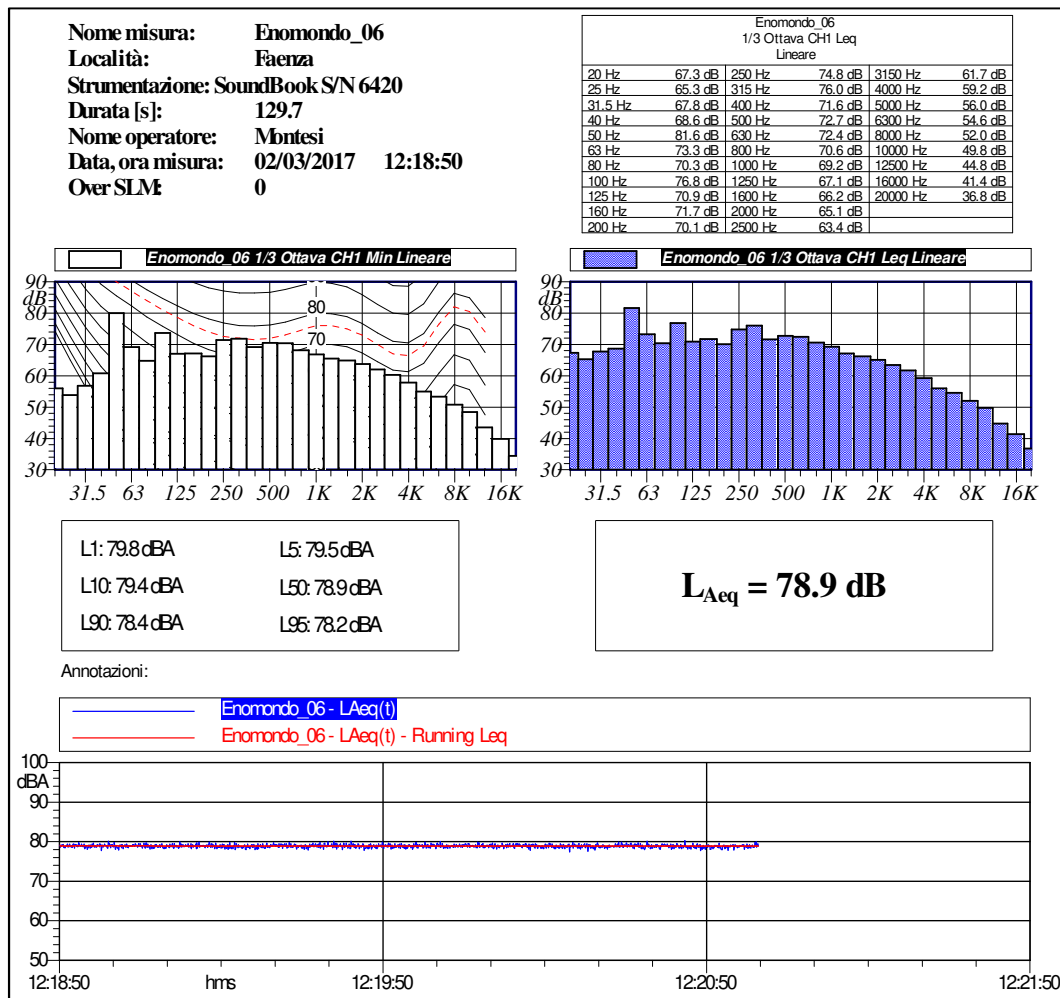 Nome misura: Enomondo_06
Località: Faenza
Strumentazione: SoundBook S/N 6420
Durata [s]: 129.7
Nome operatore: Montesi
Data, ora misura: 02/03/2017 12:18:50
Over SLM: 0
Enomondo_06
1/3 Ottava CH1 Leq
Lineare
20 Hz 67.3 dB 250 Hz 74.8 dB 3150 Hz 61.7 dB
25 Hz 65.3 dB 315 Hz 76.0 dB 4000 Hz 59.2 dB
31.5 Hz 67.8 dB 400 Hz 71.6 dB 5000 Hz 56.0 dB
40 Hz 68.6 dB 500 Hz 72.7 dB 6300 Hz 54.6 dB
50 Hz 81.6 dB 630 Hz 72.4 dB 8000 Hz 52.0 dB
63 Hz 73.3 dB 800 Hz 70.6 dB 10000 Hz 49.8 dB
80 Hz 70.3 dB 1000 Hz 69.2 dB 12500 Hz 44.8 dB
100 Hz 76.8 dB 1250 Hz 67.1 dB 16000 Hz 41.4 dB
125 Hz 70.9 dB 1600 Hz 66.2 dB 20000 Hz 36.8 dB
160 Hz 71.7 dB 2000 Hz 65.1 dB
200 Hz 70.1 dB 2500 Hz 63.4 dB
Enomondo_06 1/3 Ottava CH1 Min Lineare
90
dB
80
70
60
50
40
30
80
70
31.5 63 125 250 500 1K 2K 4K 8K 16K
Enomondo_06 1/3 Ottava CH1 Leq Lineare
90
dB
80
70
60
50
40
30
31.5 63 125 250 500 1K 2K 4K 8K 16K
L1: 79.8 dBA L5: 79.5 dBA
L10: 79.4 dBA L50: 78.9 dBA
L90: 78.4 dBA L95: 78.2 dBA
LAeq = 78.9 dB
Annotazioni:
Enomondo_06 - LAeq(t)
Enomondo_06 - LAeq(t) - Running Leq
100
dBA
90
80
70
60
50
12:18:50 hms 12:19:50 12:20:50 12:21:50